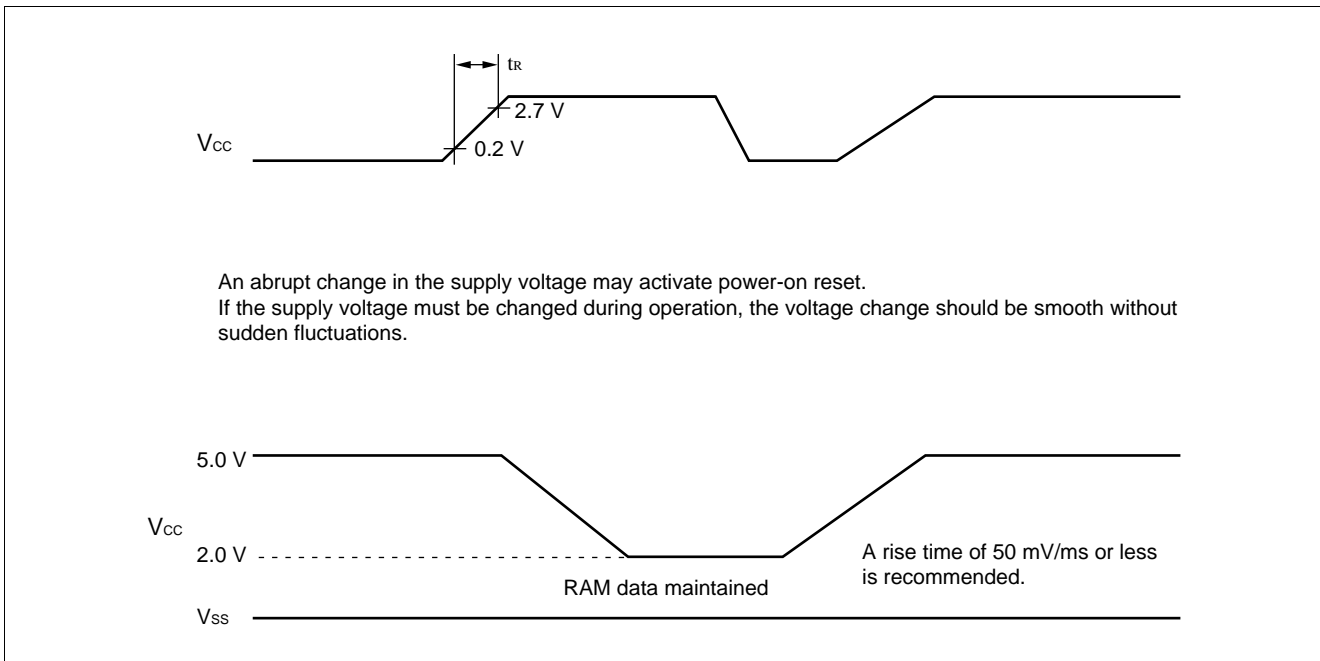 tR
2.7 V
VCC
0.2 V
An abrupt change in the supply voltage may activate power-on reset.
If the supply voltage must be changed during operation, the voltage change should be smooth without
sudden fluctuations.
5.0 V
VCC
2.0 V
A rise time of 50 mV/ms or less
is recommended.
RAM data maintained
VSS